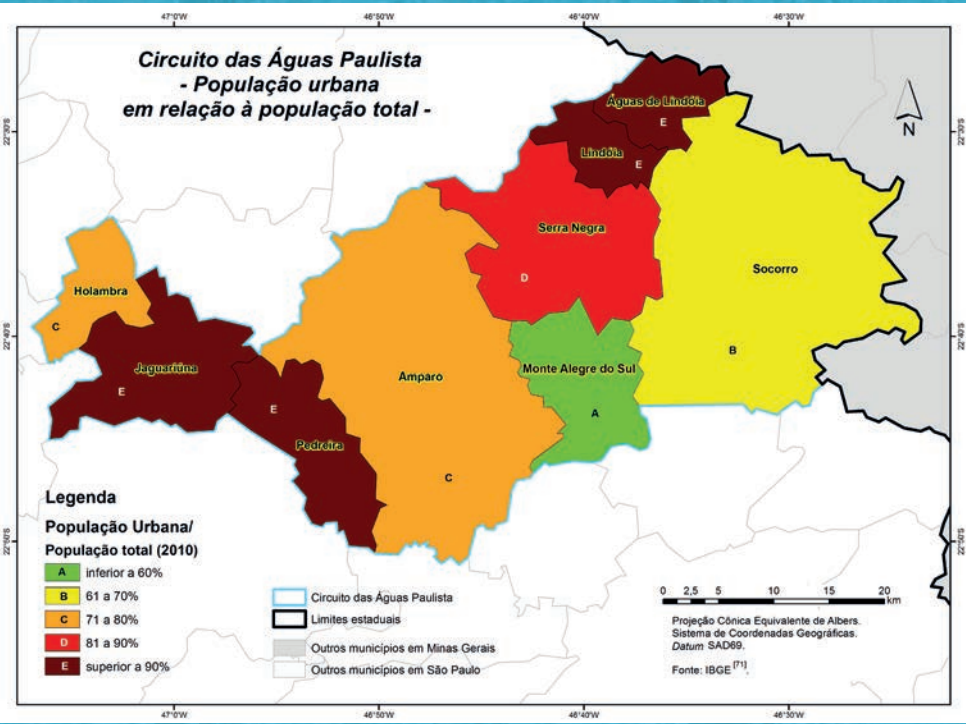 47°0'W
46°50'W
46°40'W
46°30'W
Circuito das Águas Paulista
- População urbana
em relação à população total -
N
22°30'S
22°30'S
Águas de Lindóia
E
Lindóia
E
Serra Negra
D
Socorro
B
Holambra
C
22°40'S
22°40'S
Jaguariúna
E
E
Pedreira
Amparo
C
Monte Alegre do Sul
A
22°50'S
22°50'S
Legenda
População Urbana/
População total (2010)
A inferior a 60%
B 61 a 70%
C 71 a 80%
D 81 a 90%
E superior a 90%
Circuito das Águas Paulista
Limites estaduais
Outros municípios em Minas Gerais
Outros municípios em São Paulo
0 2,5 5 10 15 20
km
Projeção Cônica Equivalente de Albers.
Sistema de Coordenadas Geográficas.
Datum SAD69.
Fonte: IBGE [71].
47°0'W
46°50'W
46°40'W
46°30'W